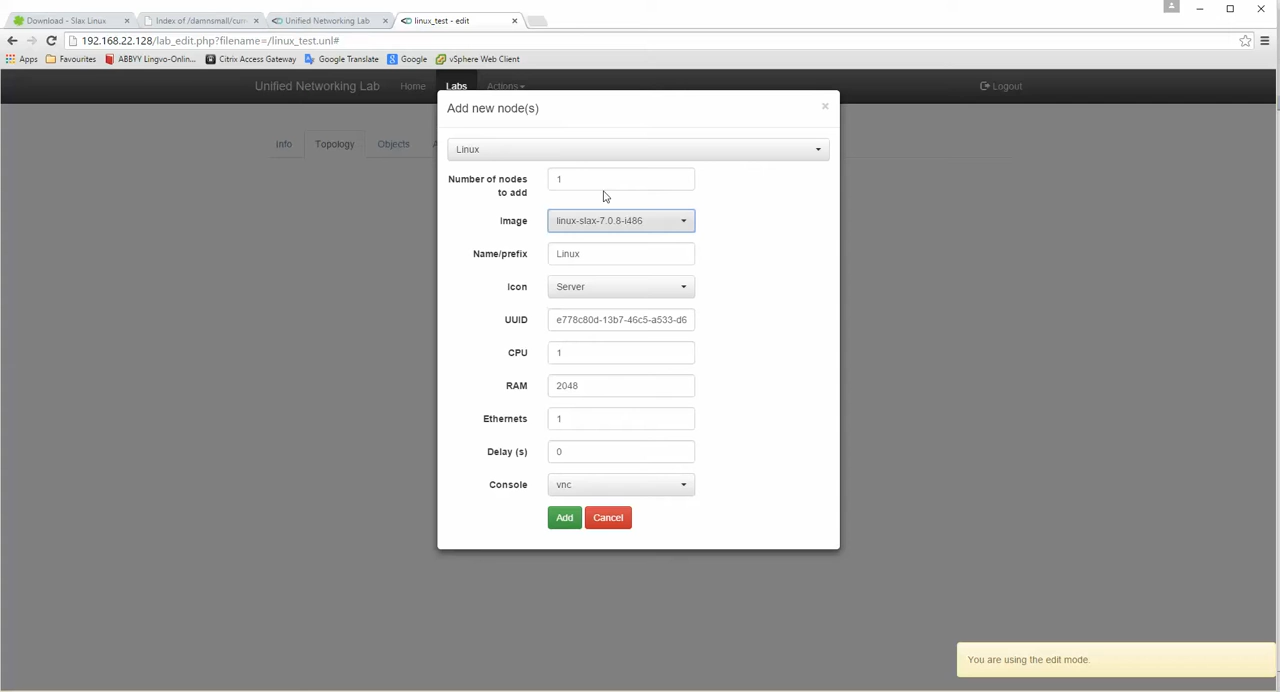 Download - Slax Linux
Index of /damnsmall/curr
Unified Networking Lab
linux_test - edit
192.168.22.128/lab_edit.php?filename=/linux_test.unl#
Apps Favourites ABBYY Lingvo-Onlin... Citrix Access Gateway Google Translate Google vSphere Web Client
Unified Networking Lab Home Labs Actions Logout
Add new node(s)
Info Topology Objects
Linux
Number of nodes
to add
1
Image linux-slax-7.0.8-i486
Name/prefix Linux
Icon Server
UUID e778c80d-13b7-46c5-a533-d6
CPU 1
RAM 2048
Ethernets 1
Delay (s) 0
Console vnc
Add Cancel
You are using the edit mode.